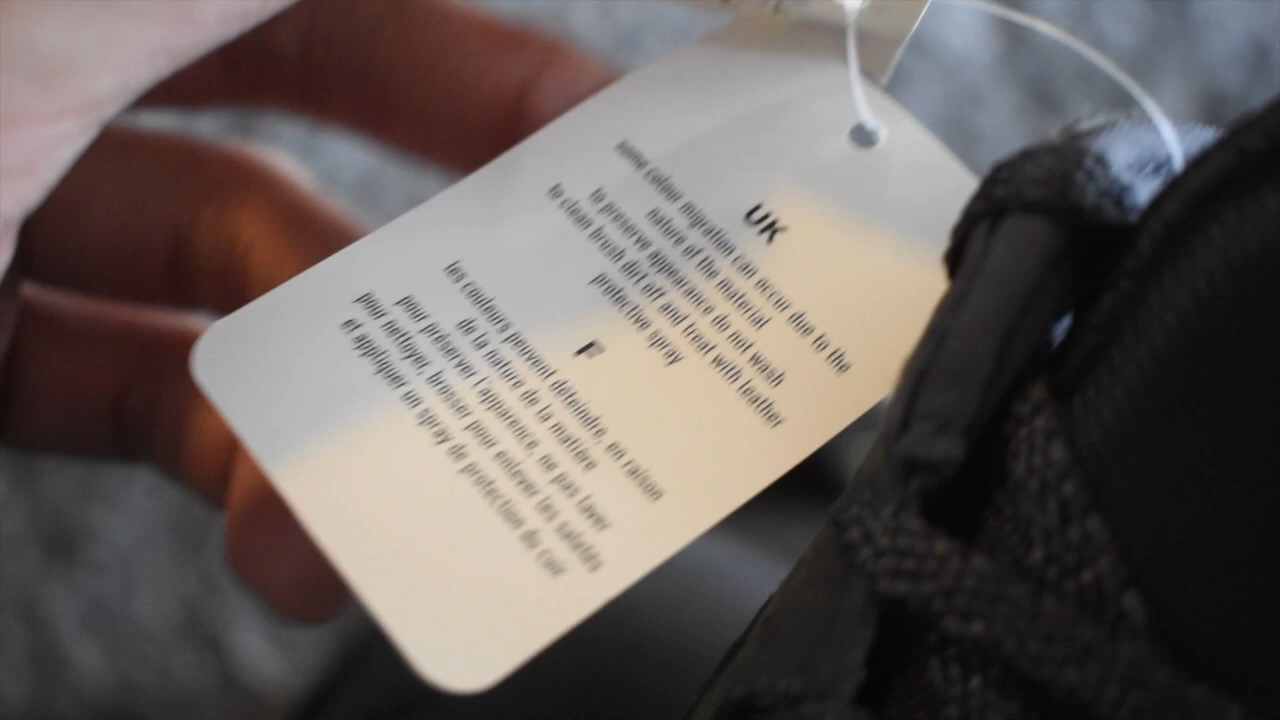 UK
some colour migration can occur due to the
nature of the material
to preserve appearance do not wash
to clean brush dirt off and treat with leather
protective spray
F
les couleurs peuvent déteindre, en raison
de la nature de la matière
pour préserver l'apparence, ne pas laver
pour nettoyer, brosser pour enlever les saletés
et appliquer un spray de protection du cuir